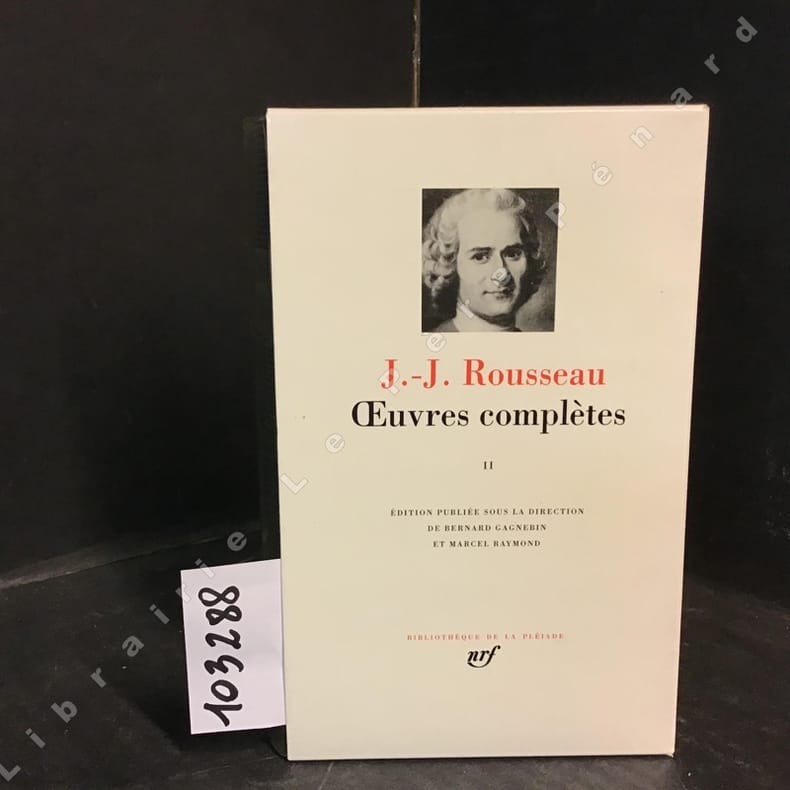 J.-J. Rousseau
Œuvres complètes
II
ÉDITION PUBLIÉE SOUS LA DIRECTION
DE BERNARD GAGNEBIN
ET MARCEL RAYMOND
BIBLIOTHÈQUE DE LA PLÉIADE
nrf
103288
Librairie Le Père Pénard